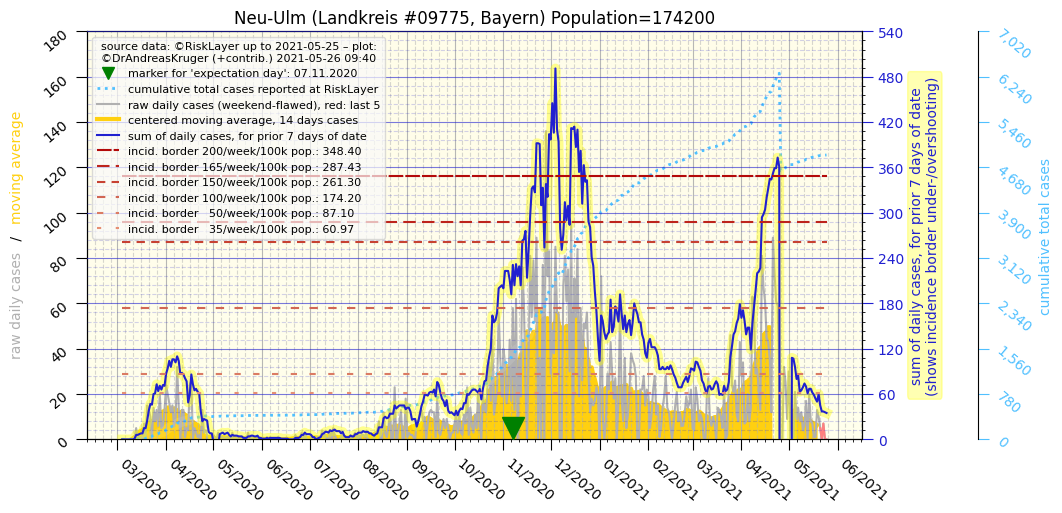 Neu-Ulm (Landkreis #09775, Bayern) Population=174200
source data: ©RiskLayer up to 2021-05-25 – plot:
©DrAndreasKruger (+contrib.) 2021-05-26 09:40
marker for 'expectation day': 07.11.2020
cumulative total cases reported at RiskLayer
raw daily cases (weekend-flawed), red: last 5
centered moving average, 14 days cases
sum of daily cases, for prior 7 days of date
incid. border 200/week/100k pop.: 348.40
incid. border 165/week/100k pop.: 287.43
incid. border 150/week/100k pop.: 261.30
incid. border 100/week/100k pop.: 174.20
incid. border   50/week/100k pop.: 87.10
incid. border   35/week/100k pop.: 60.97
raw daily cases   /   moving average
180
160
140
120
100
80
60
40
20
0
03/2020
04/2020
05/2020
06/2020
07/2020
08/2020
09/2020
10/2020
11/2020
12/2020
01/2021
02/2021
03/2021
04/2021
05/2021
06/2021
540
480
420
360
300
240
180
120
60
0
sum of daily cases, for prior 7 days of date
(shows incidence border under-/overshooting)
7,020
6,240
5,460
4,680
3,900
3,120
2,340
1,560
780
0
cumulative total cases